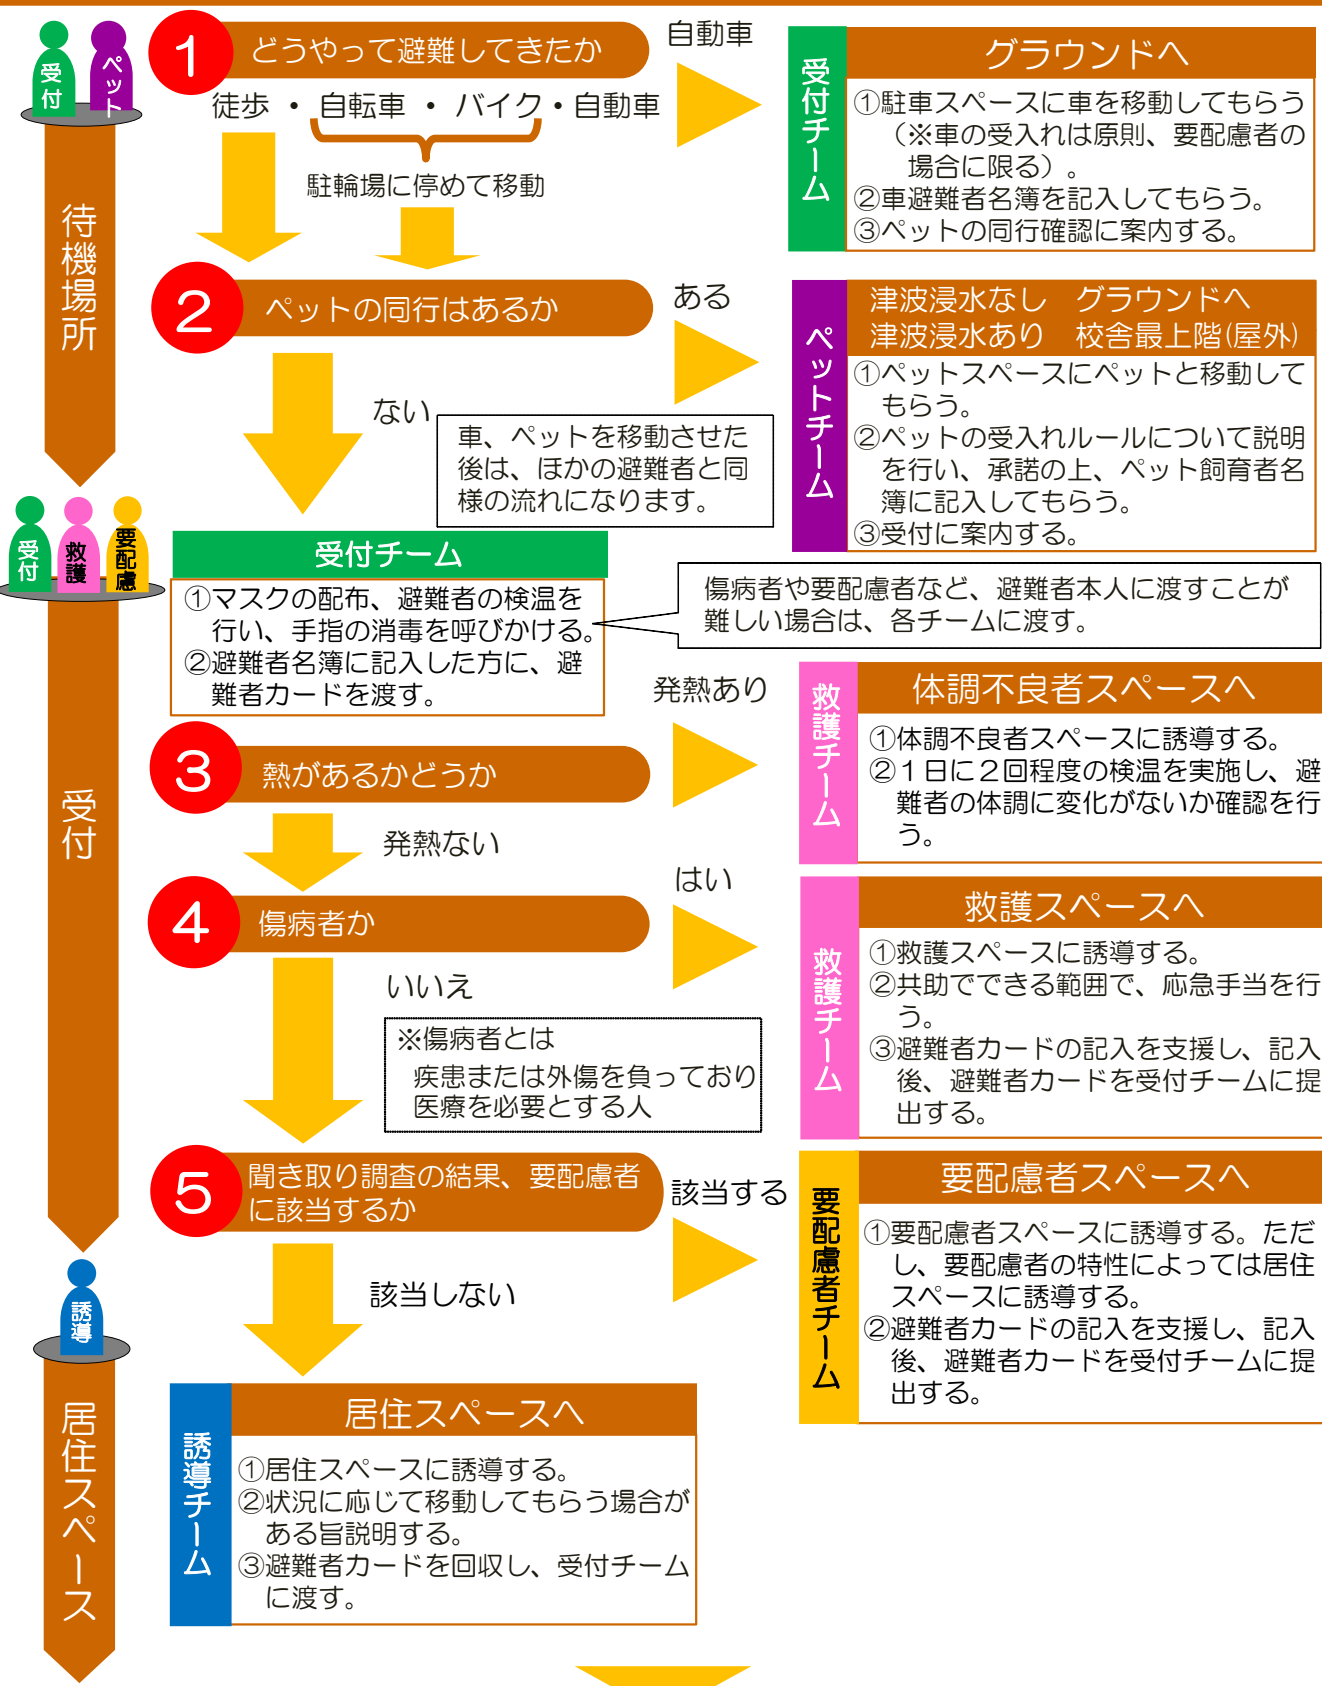 受付
ペット
待機場所
1
どうやって避難してきたか
自動車
徒歩 ・ 自転車 ・ バイク・自動車
駐輪場に停めて移動
受付チーム
グラウンドへ
①駐車スペースに車を移動してもらう
（※車の受入れは原則、要配慮者の
場合に限る）。
②車避難者名簿を記入してもらう。
③ペットの同行確認に案内する。
2
ペットの同行はあるか
ある
ない
車、ペットを移動させた
後は、ほかの避難者と同
様の流れになります。
ペットチーム
津波浸水なし　グラウンドへ
津波浸水あり　校舎最上階(屋外)
①ペットスペースにペットと移動して
もらう。
②ペットの受入れルールについて説明
を行い、承諾の上、ペット飼育者名
簿に記入してもらう。
③受付に案内する。
受付
救護
要配慮
受付
受付チーム
①マスクの配布、避難者の検温を
行い、手指の消毒を呼びかける。
②避難者名簿に記入した方に、避
難者カードを渡す。
傷病者や要配慮者など、避難者本人に渡すことが
難しい場合は、各チームに渡す。
3
熱があるかどうか
発熱あり
発熱ない
救護チーム
体調不良者スペースへ
①体調不良者スペースに誘導する。
②１日に２回程度の検温を実施し、避
難者の体調に変化がないか確認を行
う。
4
傷病者か
はい
いいえ
※傷病者とは
疾患または外傷を負っており
医療を必要とする人
救護チーム
救護スペースへ
①救護スペースに誘導する。
②共助でできる範囲で、応急手当を行
う。
③避難者カードの記入を支援し、記入
後、避難者カードを受付チームに提
出する。
5
聞き取り調査の結果、要配慮者
に該当するか
該当する
該当しない
要配慮者チーム
要配慮者スペースへ
①要配慮者スペースに誘導する。ただ
し、要配慮者の特性によっては居住
スペースに誘導する。
②避難者カードの記入を支援し、記入
後、避難者カードを受付チームに提
出する。
誘導
居住スペース
誘導チーム
居住スペースへ
①居住スペースに誘導する。
②状況に応じて移動してもらう場合が
ある旨説明する。
③避難者カードを回収し、受付チーム
に渡す。